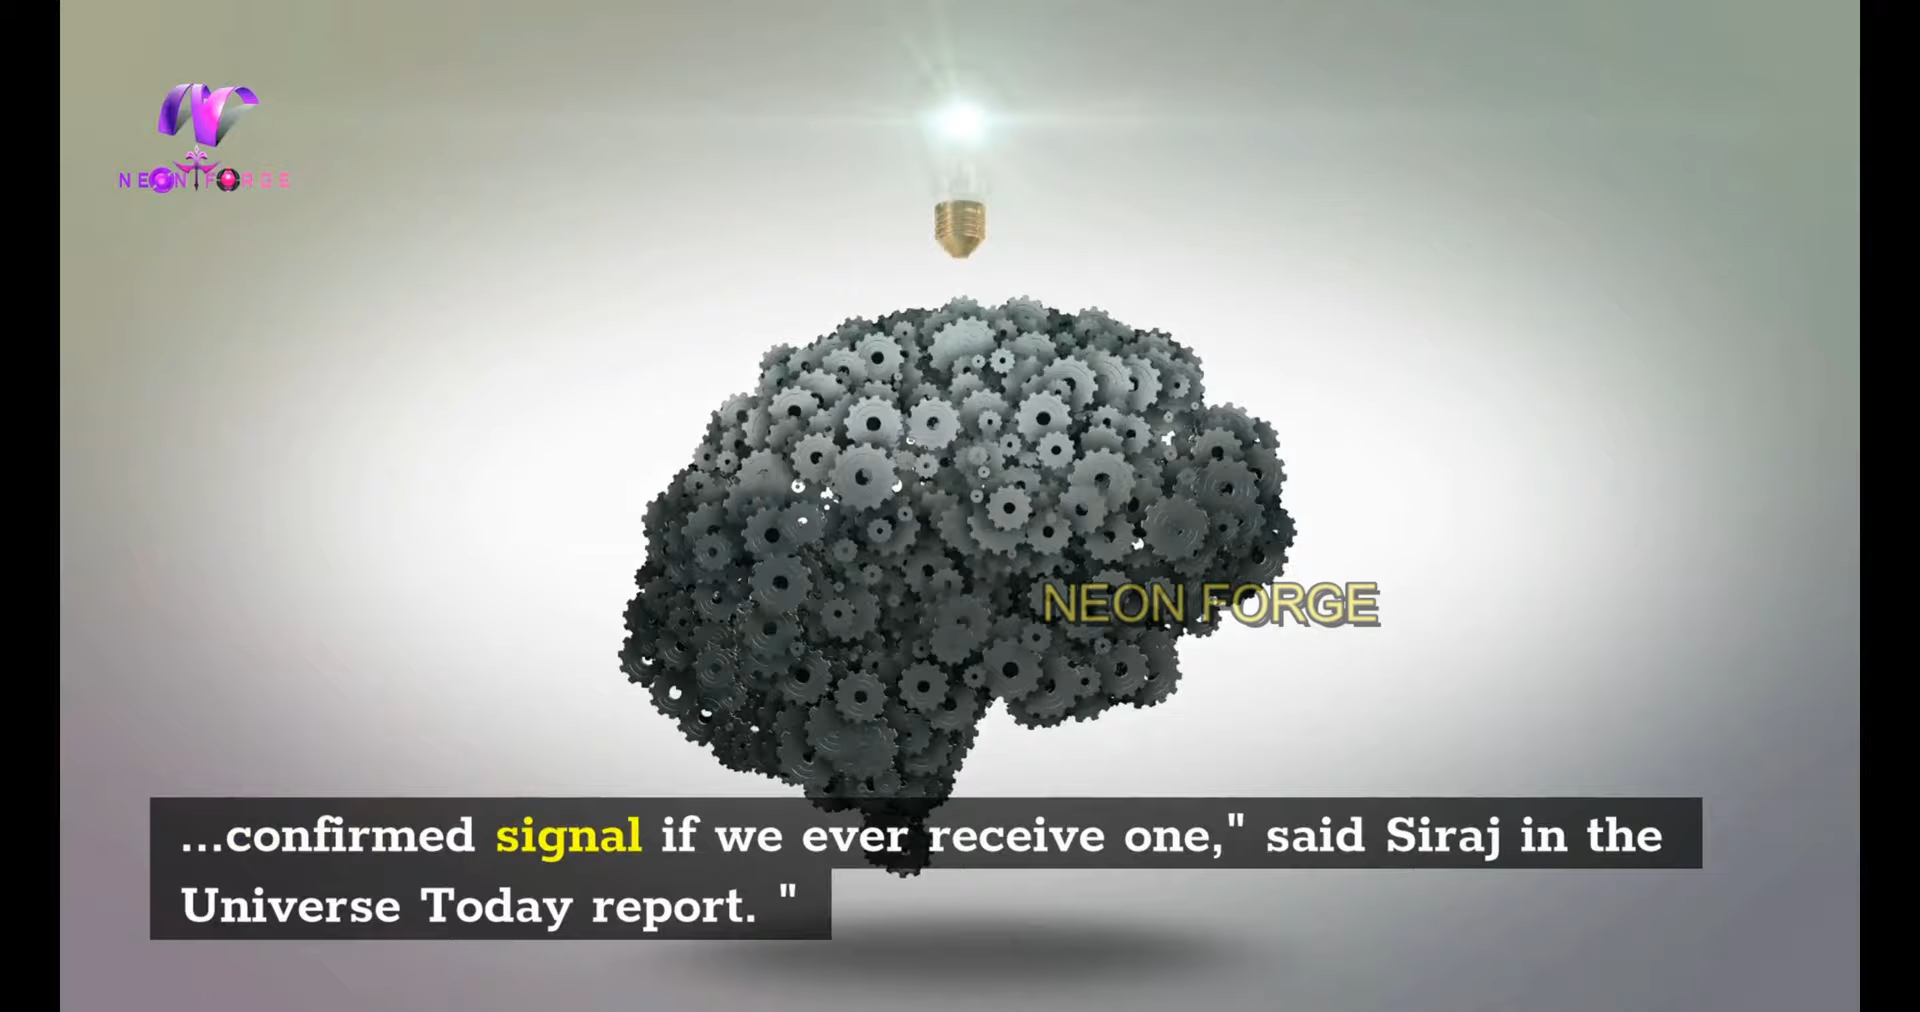 NEON FORGE
NEON FORGE
...confirmed signal if we ever receive one," said Siraj in the
Universe Today report. "